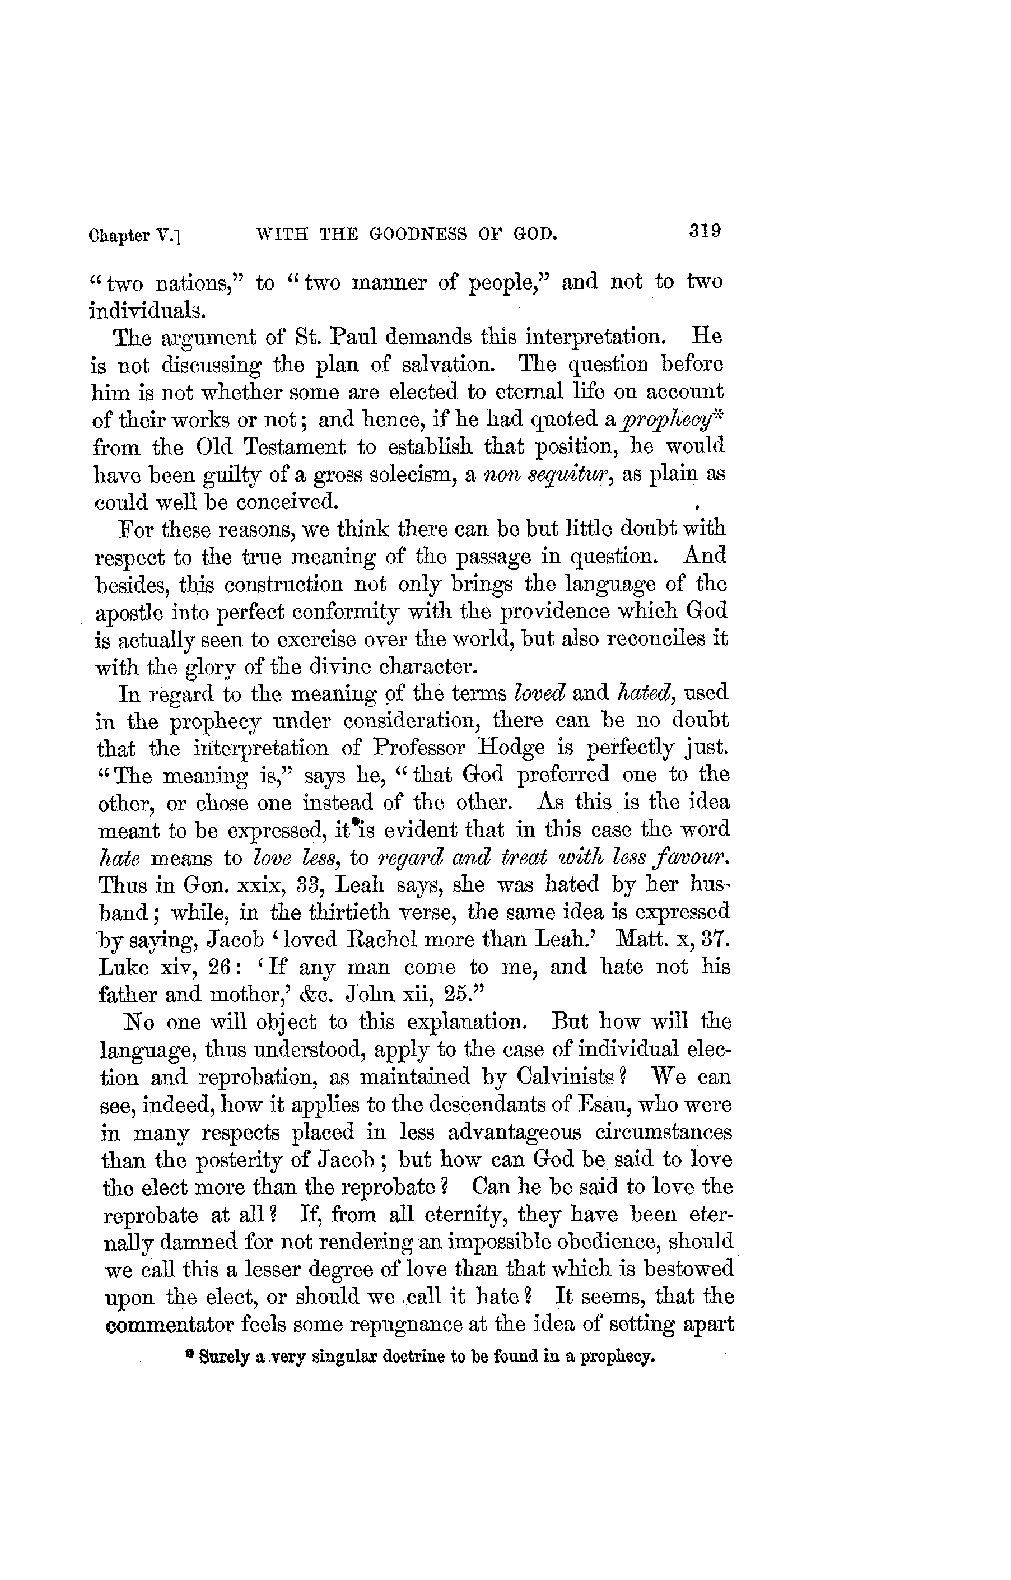 Chapter V.] WITH THE GOODNESS OF GOD. 319
“two nations,” to “two manner of people,” and not to two
individuals.
The argument of St. Paul demands this interpretation. He
is not discussing the plan of salvation. The question before
him is not whether some are elected to eternal life on account
of their works or not; and hence, if he had quoted a prophecy*
from the Old Testament to establish that position, he would
have been guilty of a gross solecism, a non sequitur, as plain as
could well be conceived.
For these reasons, we think there can be but little doubt with
respect to the true meaning of the passage in question. And
besides, this construction not only brings the language of the
apostle into perfect conformity with the providence which God
is actually seen to exercise over the world, but also reconciles it
with the glory of the divine character.
In regard to the meaning of the terms loved and hated, used
in the prophecy under consideration, there can be no doubt
that the interpretation of Professor Hodge is perfectly just.
“The meaning is,” says he, “that God preferred one to the
other, or chose one instead of the other. As this is the idea
meant to be expressed, it is evident that in this case the word
hate means to love less, to regard and treat with less favour.
Thus in Gen. xxix, 33, Leah says, she was hated by her hus-
band; while, in the thirtieth verse, the same idea is expressed
by saying, Jacob ‘loved Rachel more than Leah.’ Matt. x, 37.
Luke xiv, 26: ‘If any man come to me, and hate not his
father and mother,’ &c. John xii, 25.”
No one will object to this explanation. But how will the
language, thus understood, apply to the case of individual elec-
tion and reprobation, as maintained by Calvinists? We can
see, indeed, how it applies to the descendants of Esau, who were
in many respects placed in less advantageous circumstances
than the posterity of Jacob; but how can God be said to love
the elect more than the reprobate? Can he be said to love the
reprobate at all? If, from all eternity, they have been eter-
nally damned for not rendering an impossible obedience, should
we call this a lesser degree of love than that which is bestowed
upon the elect, or should we call it hate? It seems, that the
commentator feels some repugnance at the idea of setting apart
* Surely a very singular doctrine to be found in a prophecy.